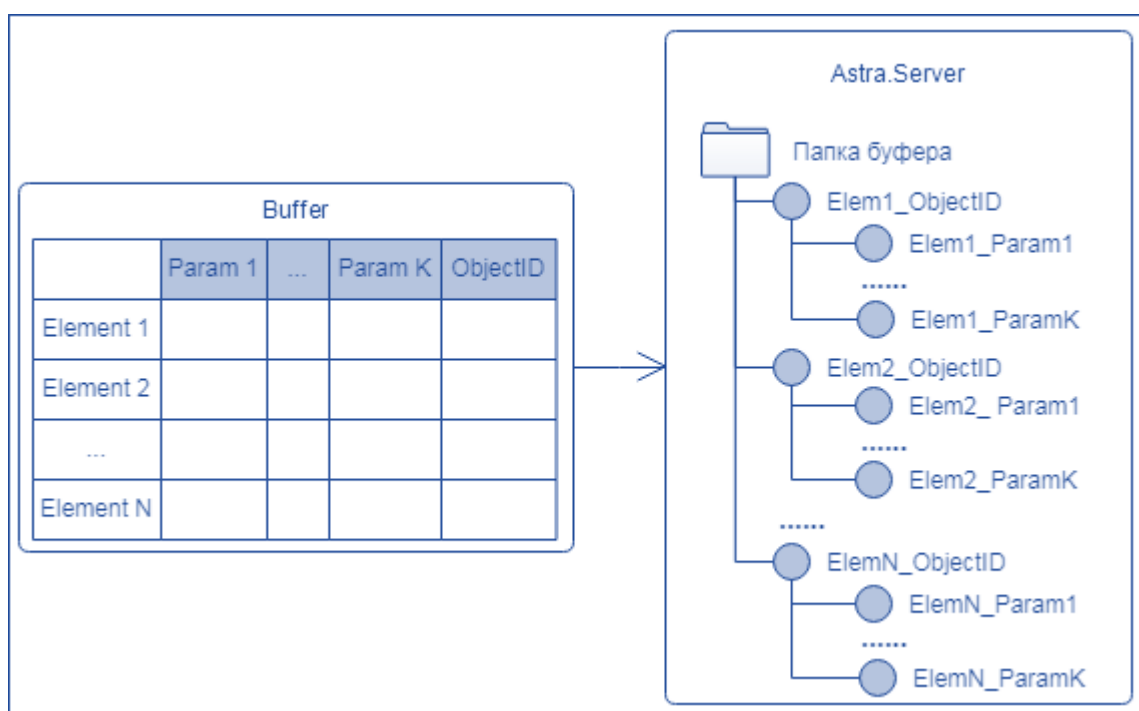 Buffer
Param 1 ... Param K ObjectID
Element 1
Element 2
...
Element N
Astra.Server
Папка буфера
Elem1_ObjectID
Elem1_Param1
......
Elem1_ParamK
Elem2_ObjectID
Elem2_ Param1
......
Elem2_ParamK
......
ElemN_ObjectID
ElemN_Param1
......
ElemN_ParamK